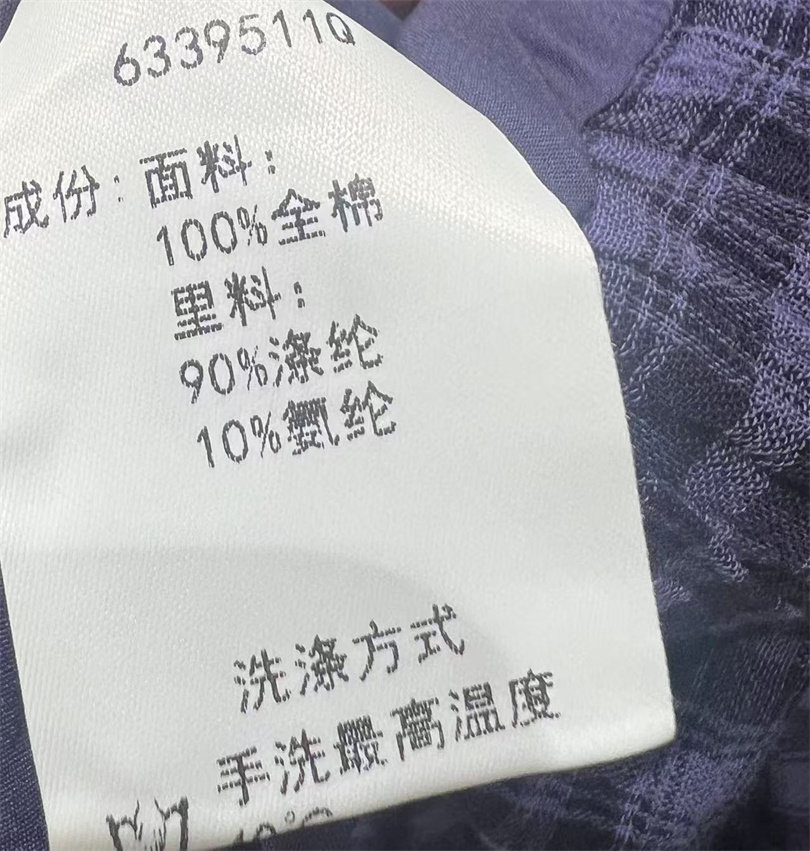 6339511Q
成份：面料：
100%全棉
里料：
90%涤纶
10%氨纶
洗涤方式
手洗最高温度